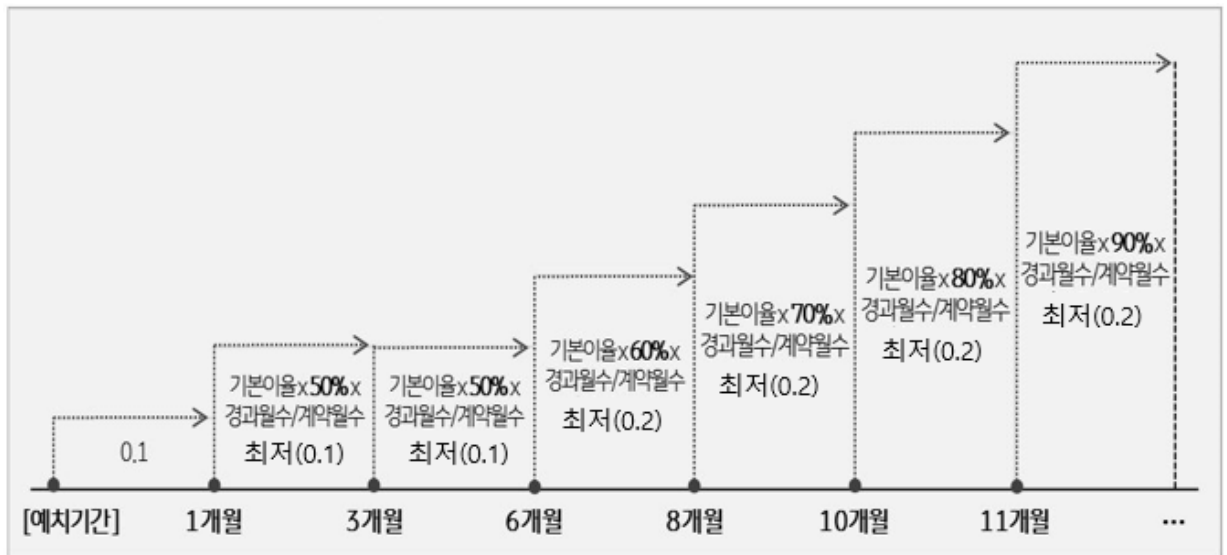 0.1
기본이율x50%x
경과월수/계약월수
최저(0.1)
기본이율x50%x
경과월수/계약월수
최저(0.1)
기본이율x60%x
경과월수/계약월수
최저(0.2)
기본이율x70%x
경과월수/계약월수
최저(0.2)
기본이율x80%x
경과월수/계약월수
최저(0.2)
기본이율x90%x
경과월수/계약월수
최저(0.2)
[예치기간] 1개월 3개월 6개월 8개월 10개월 11개월 ...